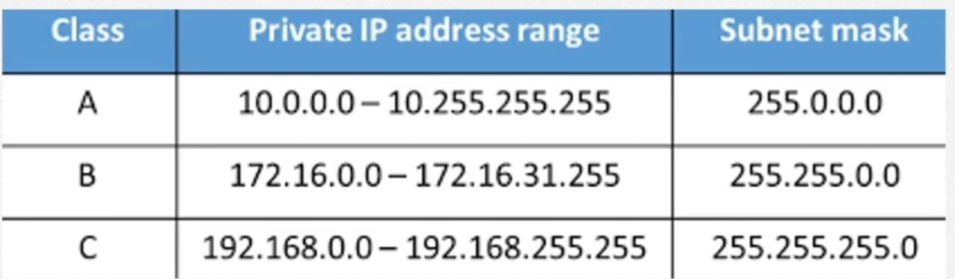 Class Private IP address range Subnet mask
A 10.0.0.0 – 10.255.255.255 255.0.0.0
B 172.16.0.0 – 172.16.31.255 255.255.0.0
C 192.168.0.0 – 192.168.255.255 255.255.255.0